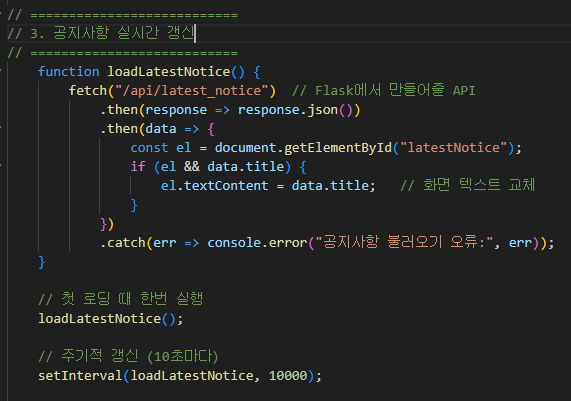 // ===========================
// 3. 공지사항 실시간 갱신
// ===========================
    function loadLatestNotice() {
        fetch("/api/latest_notice")  // Flask에서 만들어줄 API
            .then(response => response.json())
            .then(data => {
                const el = document.getElementById("latestNotice");
                if (el && data.title) {
                    el.textContent = data.title;   // 화면 텍스트 교체
                }
            })
            .catch(err => console.error("공지사항 불러오기 오류:", err));
    }

    // 첫 로딩 때 한번 실행
    loadLatestNotice();

    // 주기적 갱신 (10초마다)
    setInterval(loadLatestNotice, 10000);